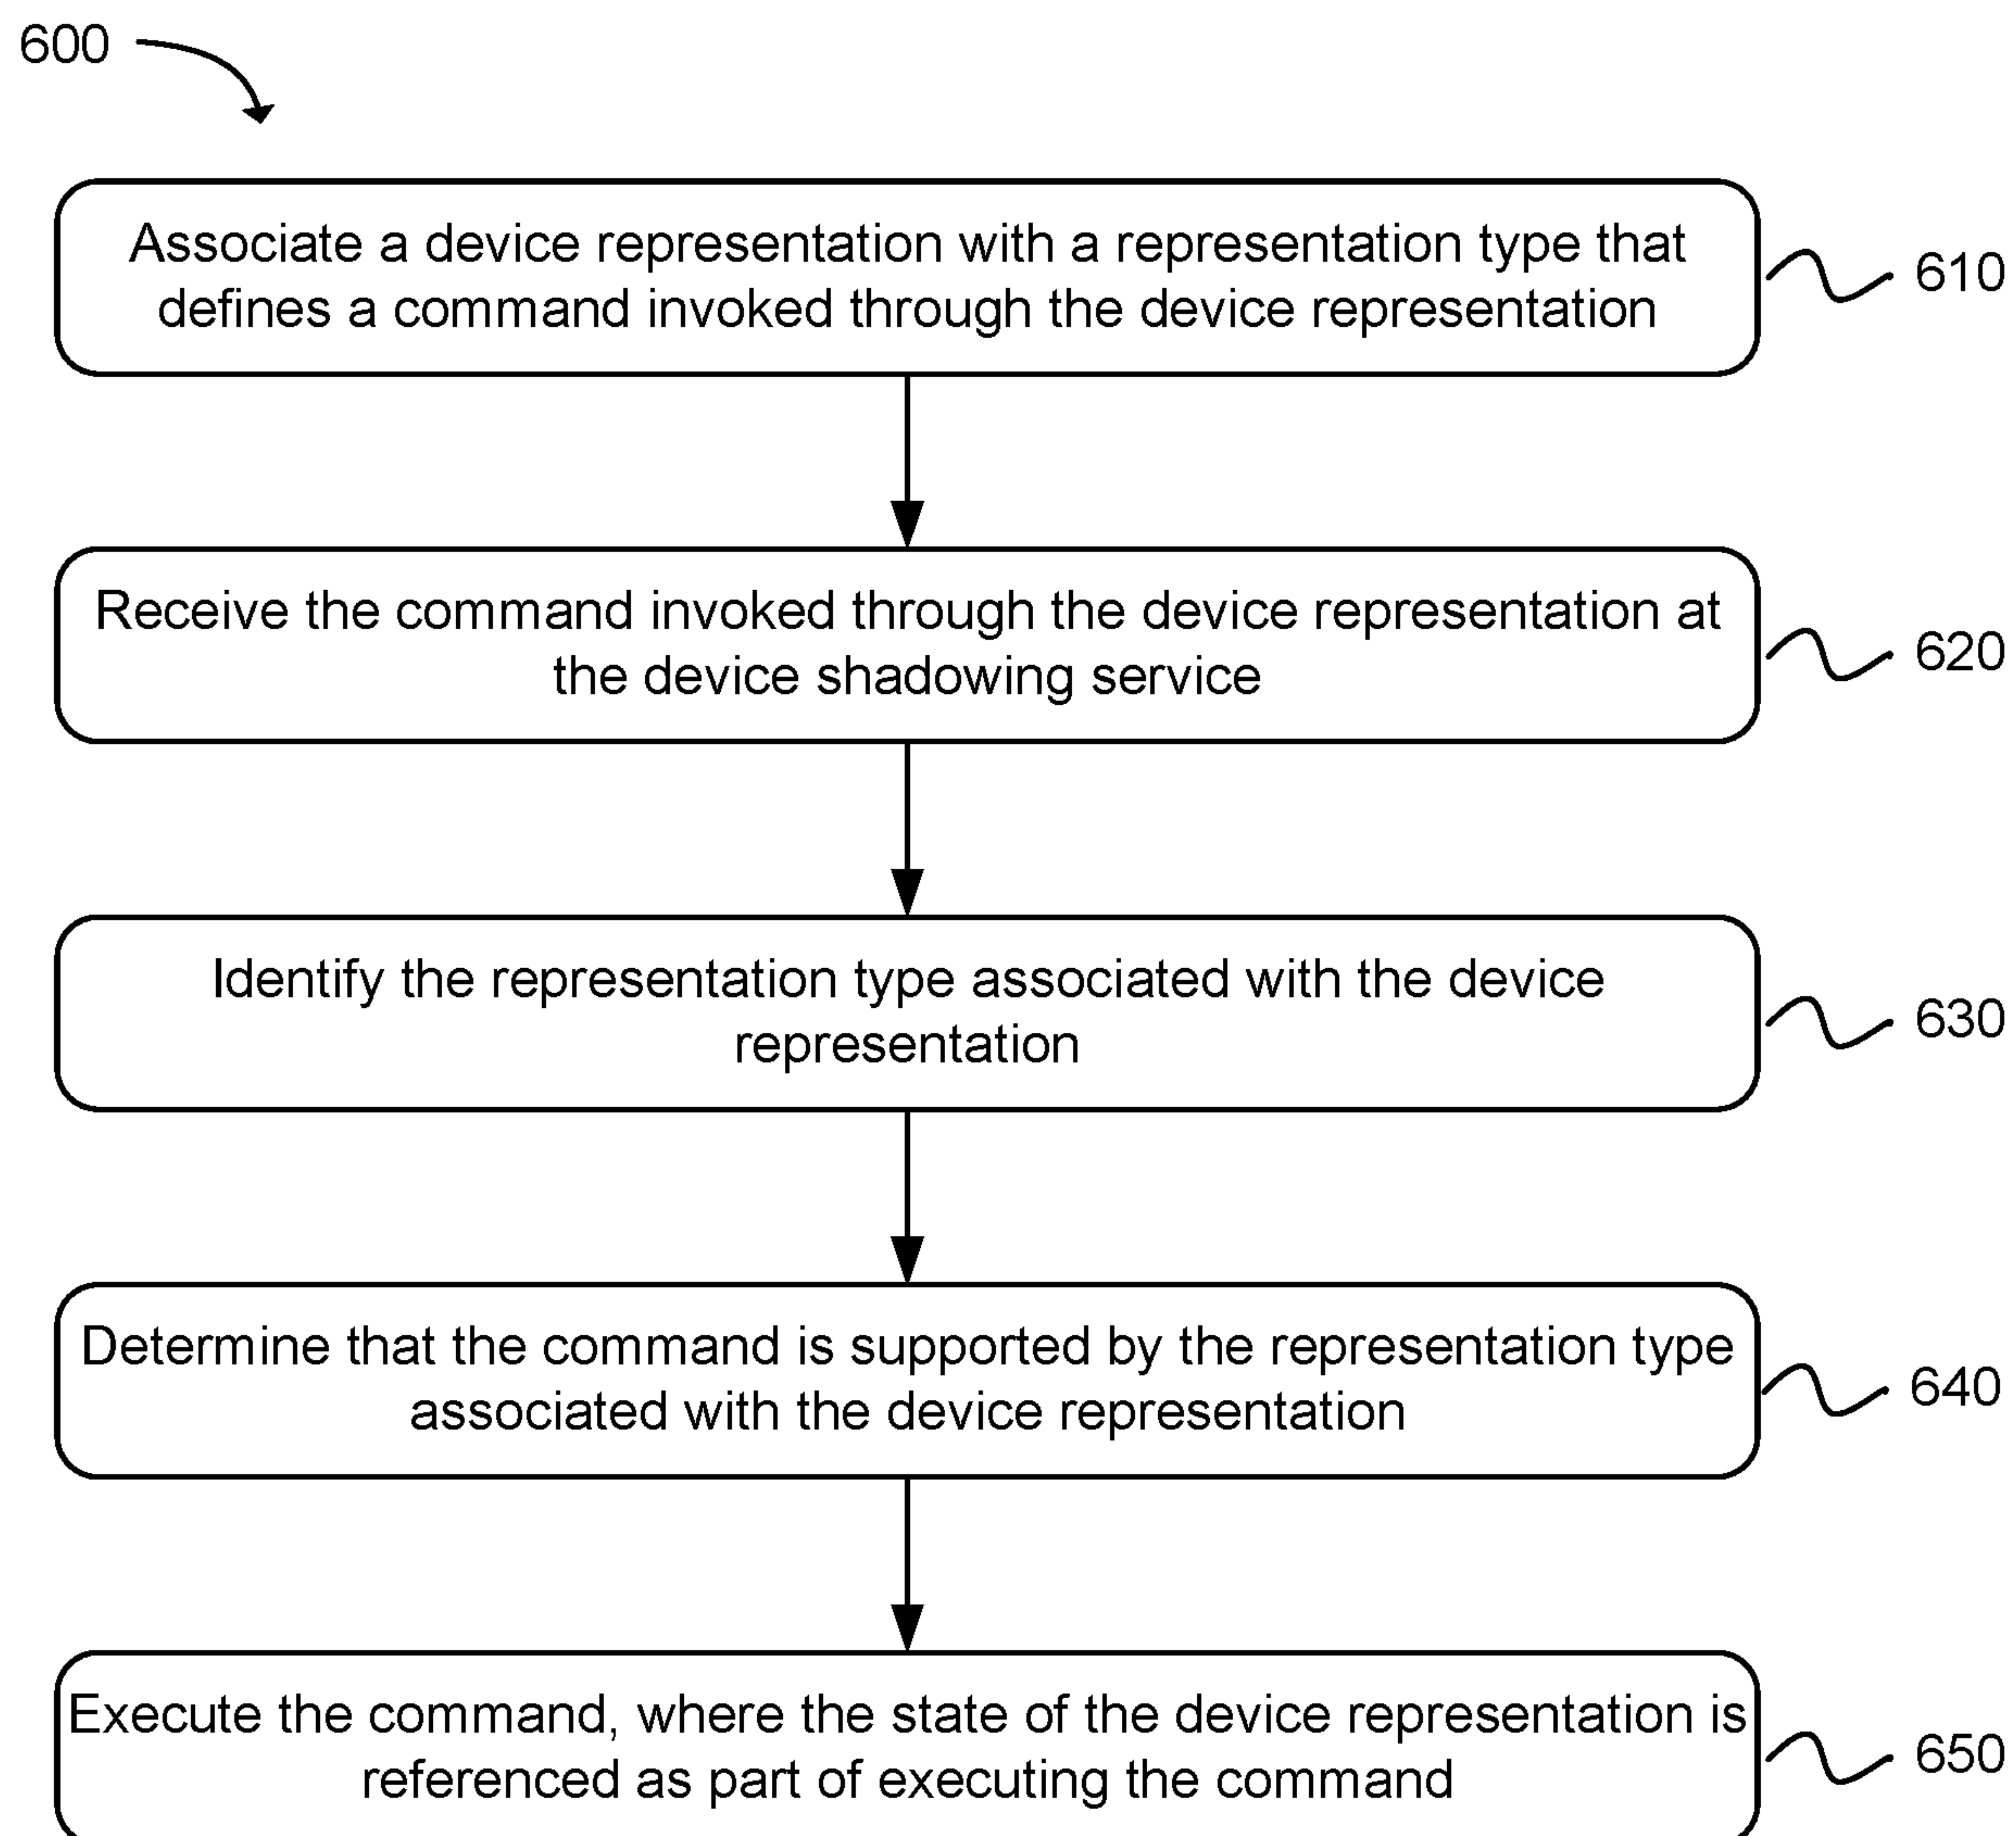 600
Associate a device representation with a representation type that
defines a command invoked through the device representation
610
Receive the command invoked through the device representation at
the device shadowing service
620
Identify the representation type associated with the device
representation
630
Determine that the command is supported by the representation type
associated with the device representation
640
Execute the command, where the state of the device representation is
referenced as part of executing the command
650